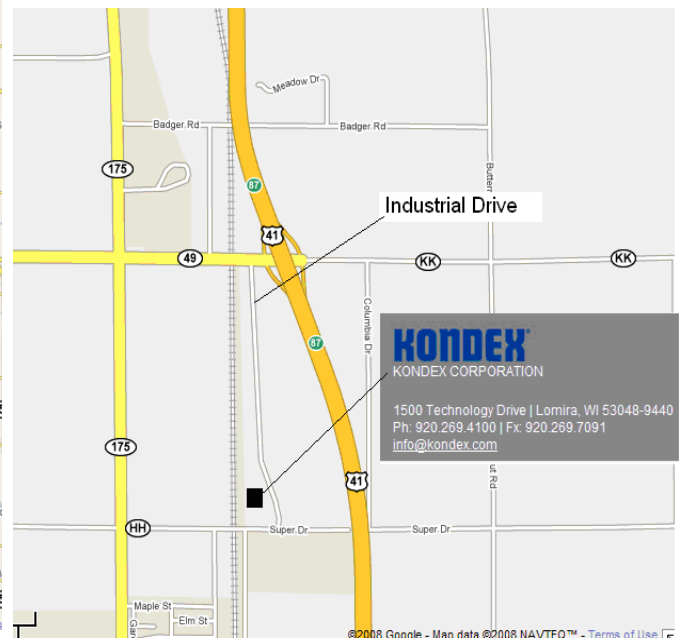 Meadow Dr
Badger Rd
Badger Rd
175
87
Industrial Drive
41
49
KK
KK
Columbia Dr
87
KONDEX
KONDEX CORPORATION
1500 Technology Drive | Lomira, WI 53048-9440
Ph: 920.269.4100 | Fx: 920.269.7091
info@kondex.com
175
41
ut Rd
HH
Super Dr
Super Dr
Maple St
Elm St
©2008 Google - Map data ©2008 NAVTEQ™ - Terms of Use